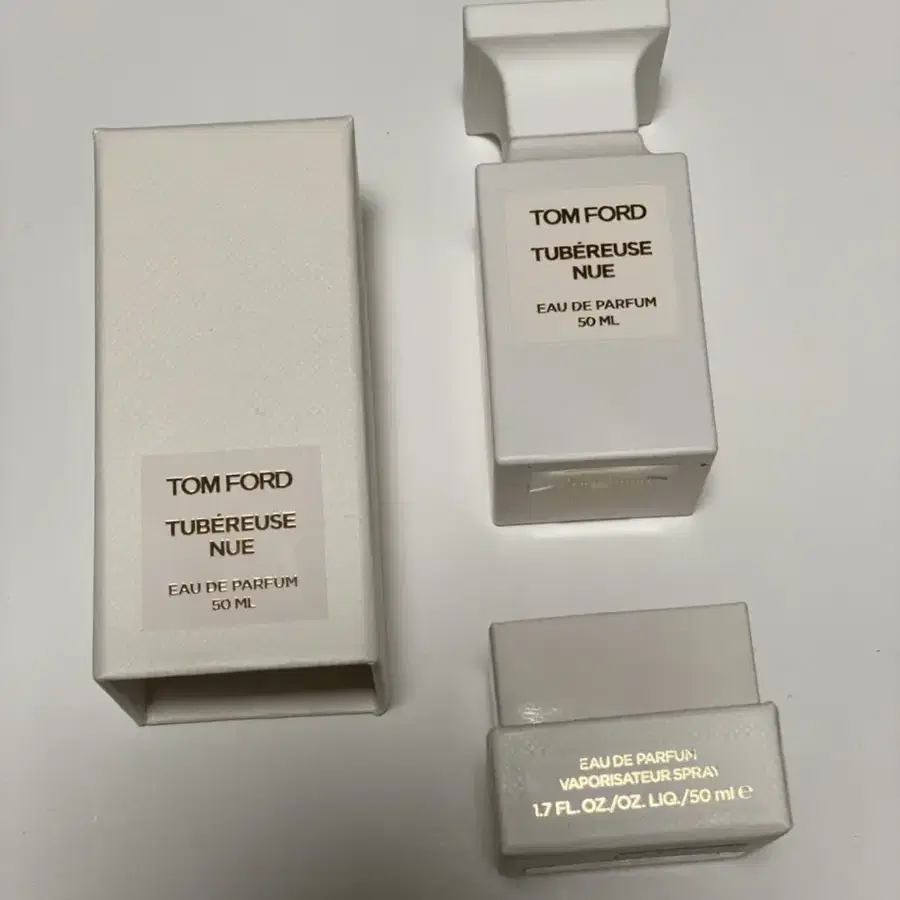 TOM FORD
TUBÉREUSE
NUE
EAU DE PARFUM
50 ML
TOM FORD
TUBÉREUSE
NUE
EAU DE PARFUM
50 ML
EAU DE PARFUM
VAPORISATEUR SPRAY
1.7 FL. OZ./OZ. LIQ./50 ml e